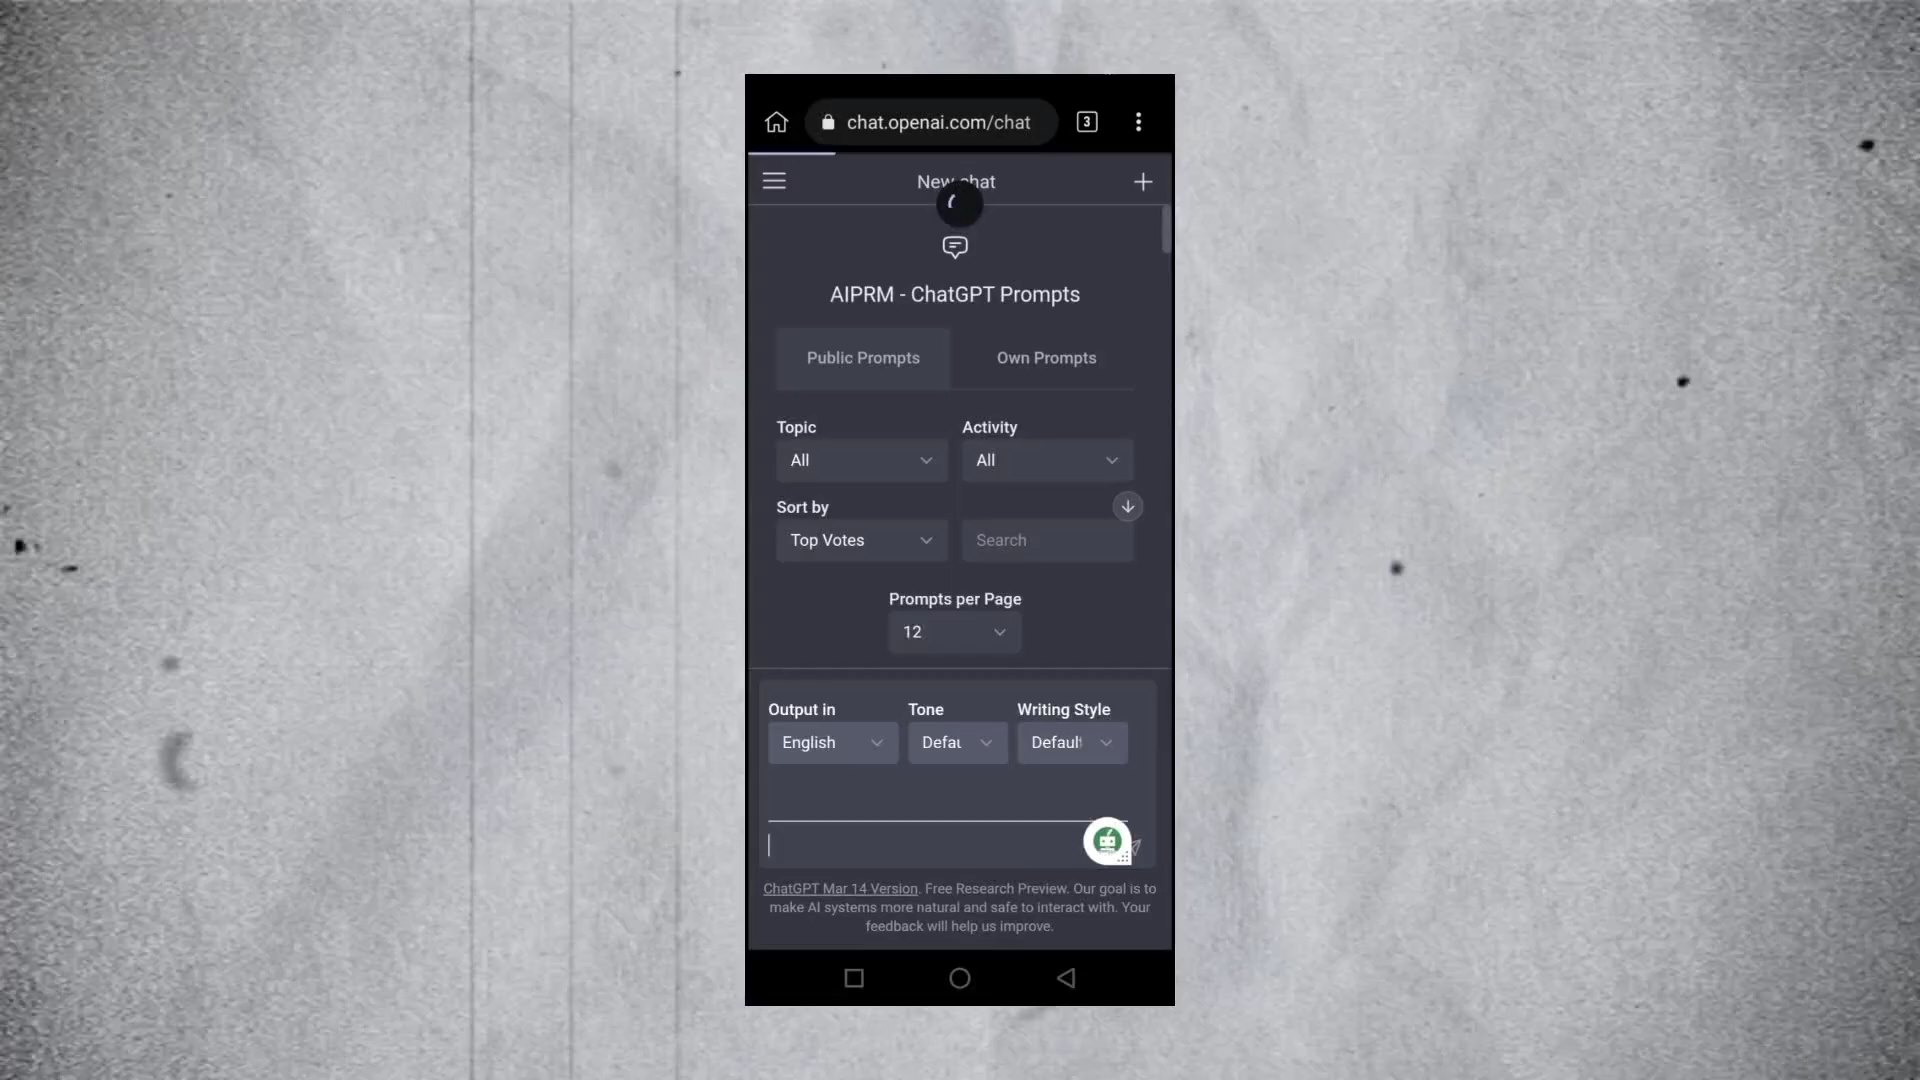 chat.openai.com/chat
3
New chat
AIPRM - ChatGPT Prompts
Public Prompts
Own Prompts
Topic
Activity
All
All
Sort by
Top Votes
Search
Prompts per Page
12
Output in
Tone
Writing Style
English
Defau
Default
ChatGPT Mar 14 Version. Free Research Preview. Our goal is to
make AI systems more natural and safe to interact with. Your
feedback will help us improve.